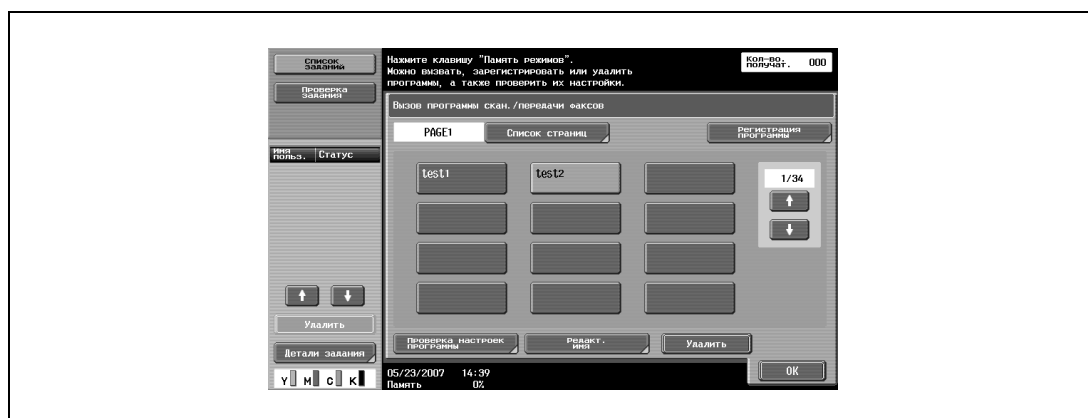 Список
заданий
Проверка
задания
Имя
польз.
Статус
Удалить
Детали задания
Y M C K
Нажмите клавишу "Память режимов".
Можно вызвать, зарегистрировать или удалить
программы, а также проверить их настройки.
Кол-во.
получат.
000
Вызов программы скан./передачи факсов
PAGE1
Список страниц
Регистрация
программы
test1
test2
1/34
Проверка настроек
программы
Редакт.
имя
Удалить
05/23/2007 14:39
Память 0%
OK